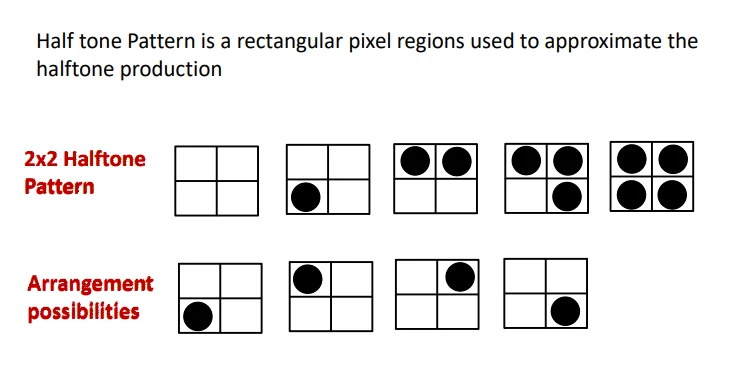 Half tone Pattern is a rectangular pixel regions used to approximate the
halftone production
2x2 Halftone
Pattern
Arrangement
possibilities